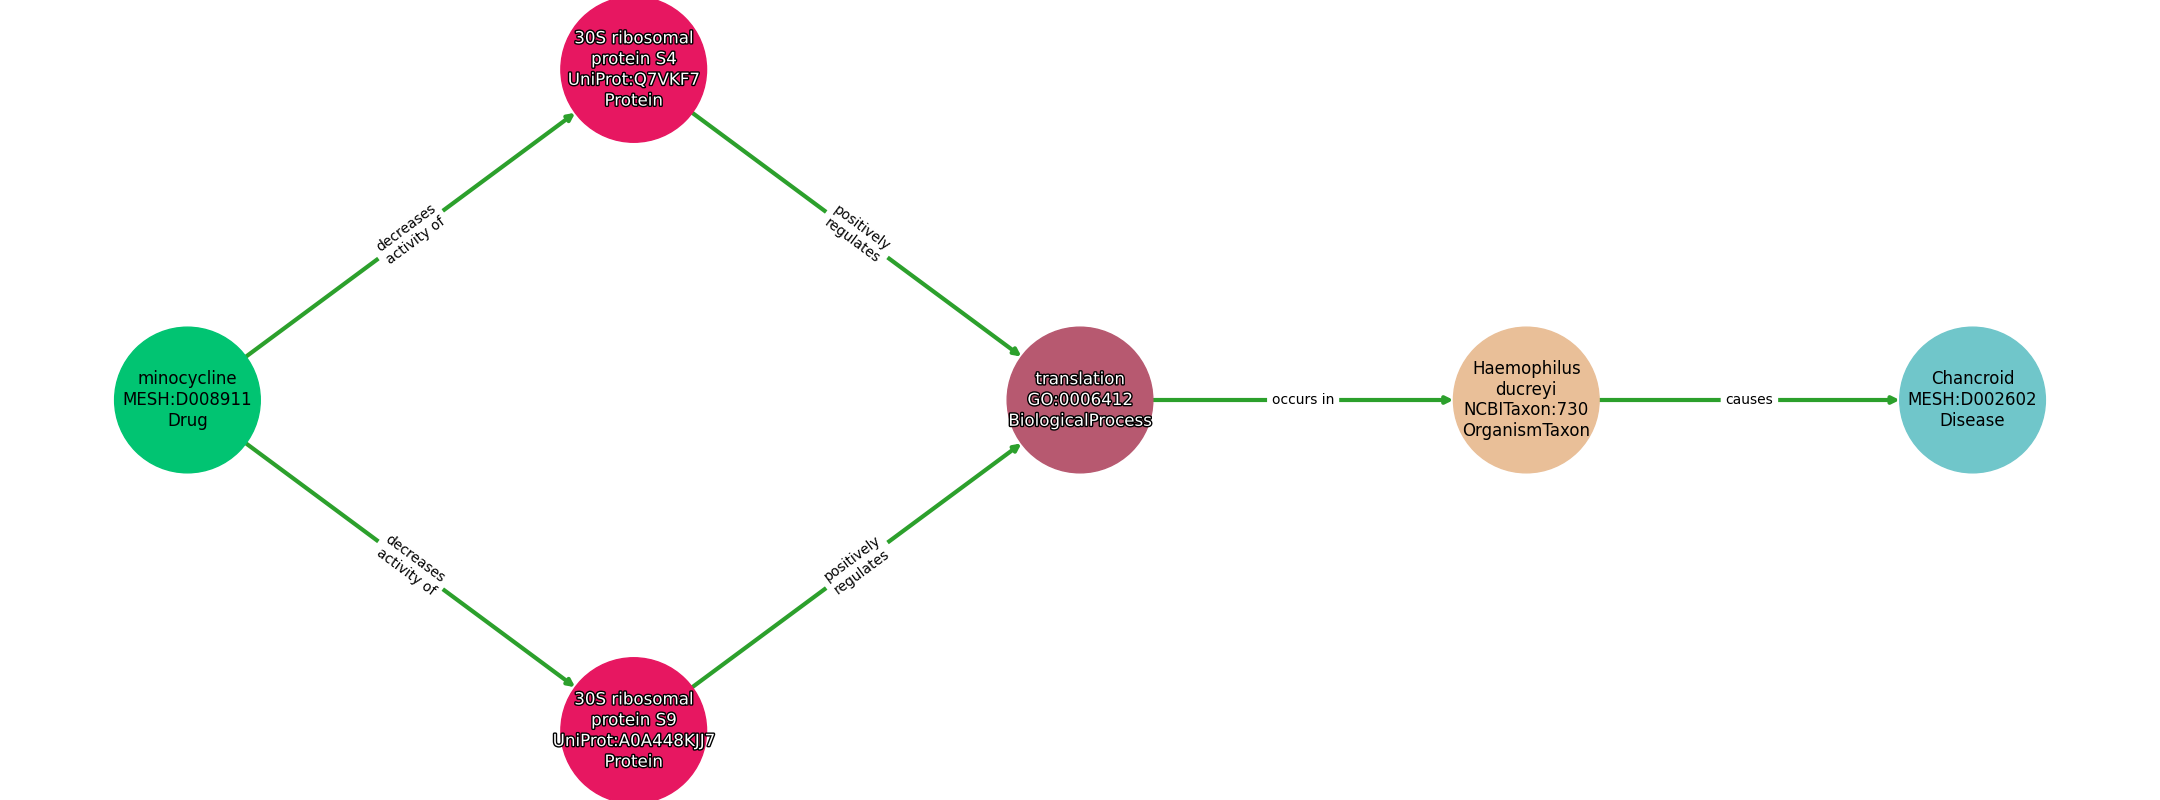 30S ribosomal
protein S4
UniProt:Q7VKF7
Protein
decreases
activity of
positively
regulates
minocycline
MESH:D008911
Drug
translation
GO:0006412
BiologicalProcess
occurs in
Haemophilus
ducreyi
NCBITaxon:730
OrganismTaxon
causes
Chancroid
MESH:D002602
Disease
decreases
activity of
positively
regulates
30S ribosomal
protein S9
UniProt:A0A448KJJ7
Protein